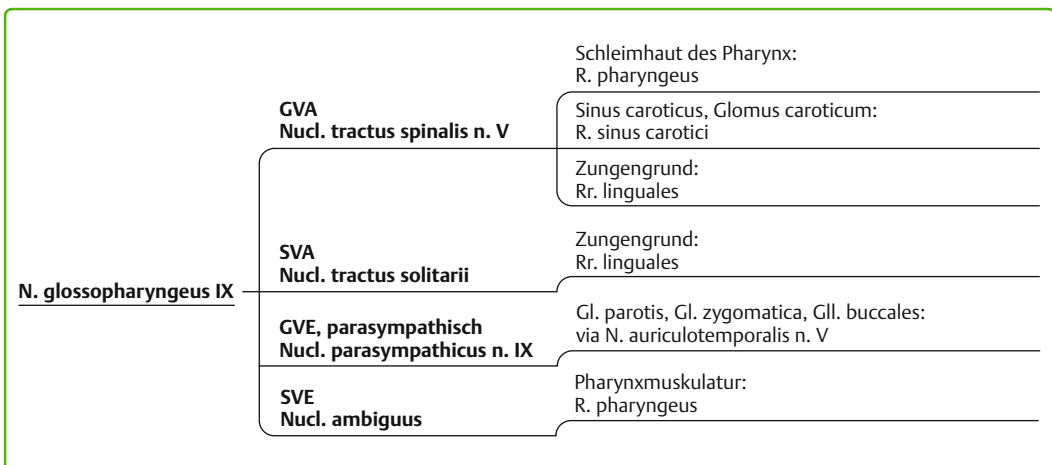 Schleimhaut des Pharynx:
R. pharyngeus
GVA
Nucl. tractus spinalis n. V
Sinus caroticus, Glomus caroticum:
R. sinus carotici
Zungengrund:
Rr. linguales
SVA
Nucl. tractus solitarii
Zungengrund:
Rr. linguales
N. glossopharyngeus IX
GVE, parasympathisch
Nucl. parasympathicus n. IX
Gl. parotis, Gl. zygomatica, Gll. buccales:
via N. auriculotemporalis n. V
SVE
Nucl. ambiguus
Pharynxmuskulatur:
R. pharyngeus